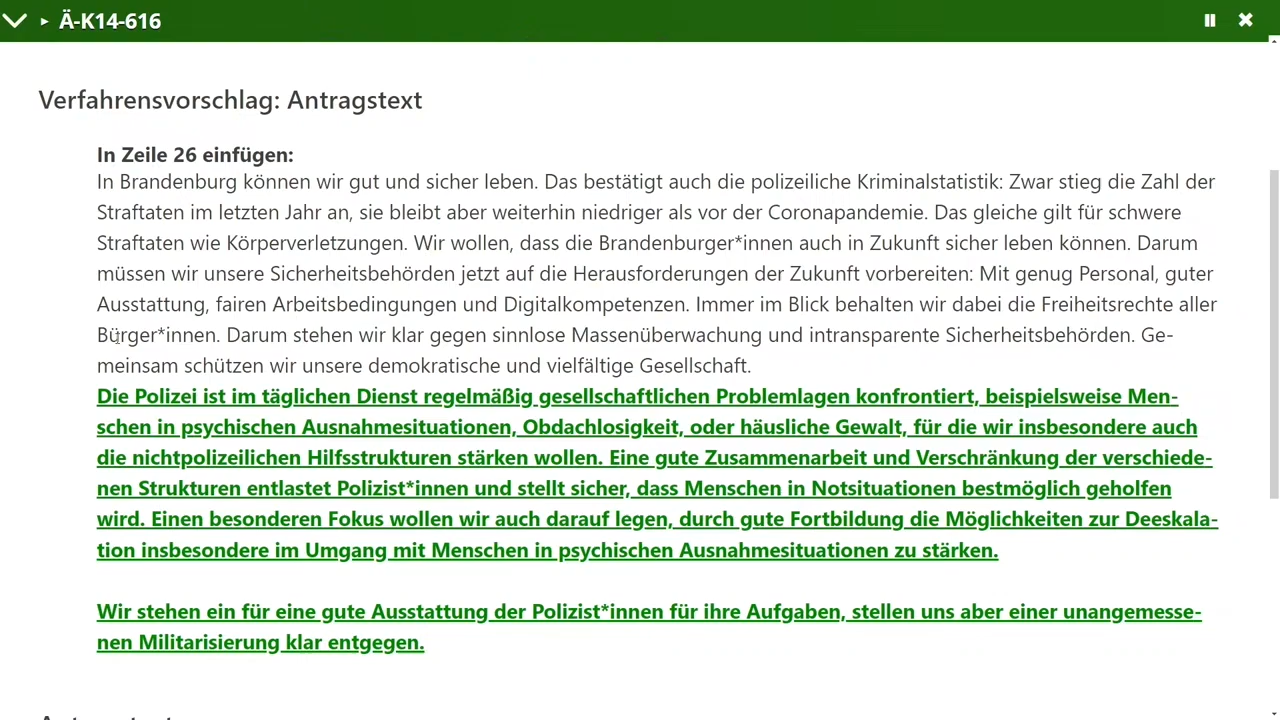 Ä-K14-616
Verfahrensvorschlag: Antragstext
In Zeile 26 einfügen:
In Brandenburg können wir gut und sicher leben. Das bestätigt auch die polizeiliche Kriminalstatistik: Zwar stieg die Zahl der
Straftaten im letzten Jahr an, sie bleibt aber weiterhin niedriger als vor der Coronapandemie. Das gleiche gilt für schwere
Straftaten wie Körperverletzungen. Wir wollen, dass die Brandenburger*innen auch in Zukunft sicher leben können. Darum
müssen wir unsere Sicherheitsbehörden jetzt auf die Herausforderungen der Zukunft vorbereiten: Mit genug Personal, guter
Ausstattung, fairen Arbeitsbedingungen und Digitalkompetenzen. Immer im Blick behalten wir dabei die Freiheitsrechte aller
Bürger*innen. Darum stehen wir klar gegen sinnlose Massenüberwachung und intransparente Sicherheitsbehörden. Ge-
meinsam schützen wir unsere demokratische und vielfältige Gesellschaft.
Die Polizei ist im täglichen Dienst regelmäßig gesellschaftlichen Problemlagen konfrontiert, beispielsweise Men-
schen in psychischen Ausnahmesituationen, Obdachlosigkeit, oder häusliche Gewalt, für die wir insbesondere auch
die nichtpolizeilichen Hilfsstrukturen stärken wollen. Eine gute Zusammenarbeit und Verschränkung der verschiede-
nen Strukturen entlastet Polizist*innen und stellt sicher, dass Menschen in Notsituationen bestmöglich geholfen
wird. Einen besonderen Fokus wollen wir auch darauf legen, durch gute Fortbildung die Möglichkeiten zur Deeskala-
tion insbesondere im Umgang mit Menschen in psychischen Ausnahmesituationen zu stärken.
Wir stehen ein für eine gute Ausstattung der Polizist*innen für ihre Aufgaben, stellen uns aber einer unangemesse-
nen Militarisierung klar entgegen.